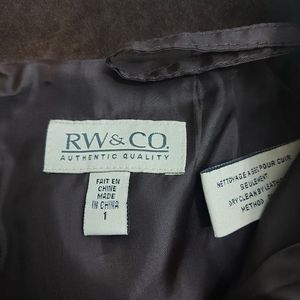 RW&CO.
AUTHENTIC QUALITY
FAIT EN
CHINE
MADE
IN CHINA
1
NETTOYAGE A SEC POUR CUIR
SEULEMENT
DRY CLEAN BY LEATHER
METHOD